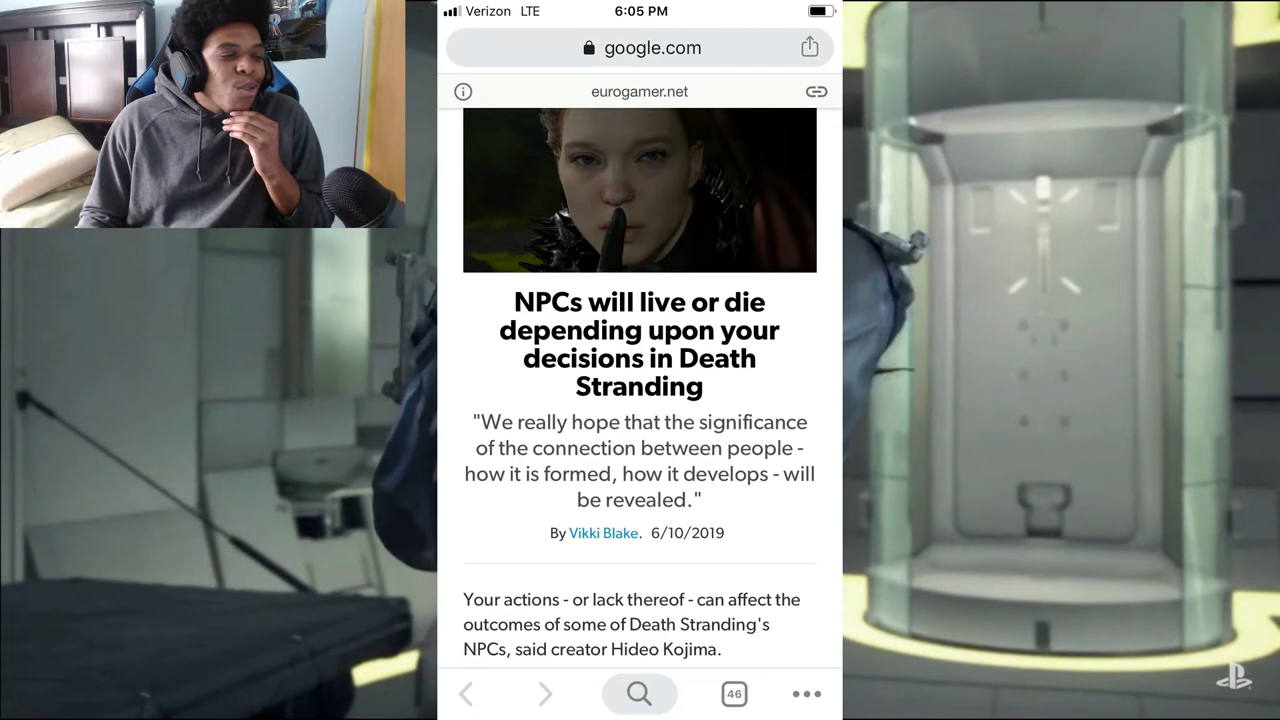 Verizon LTE 6:05 PM
google.com
eurogamer.net
NPCs will live or die
depending upon your
decisions in Death
Stranding
"We really hope that the significance
of the connection between people -
how it is formed, how it develops - will
be revealed."
By Vikki Blake. 6/10/2019
Your actions - or lack thereof - can affect the
outcomes of some of Death Stranding's
NPCs, said creator Hideo Kojima.
46